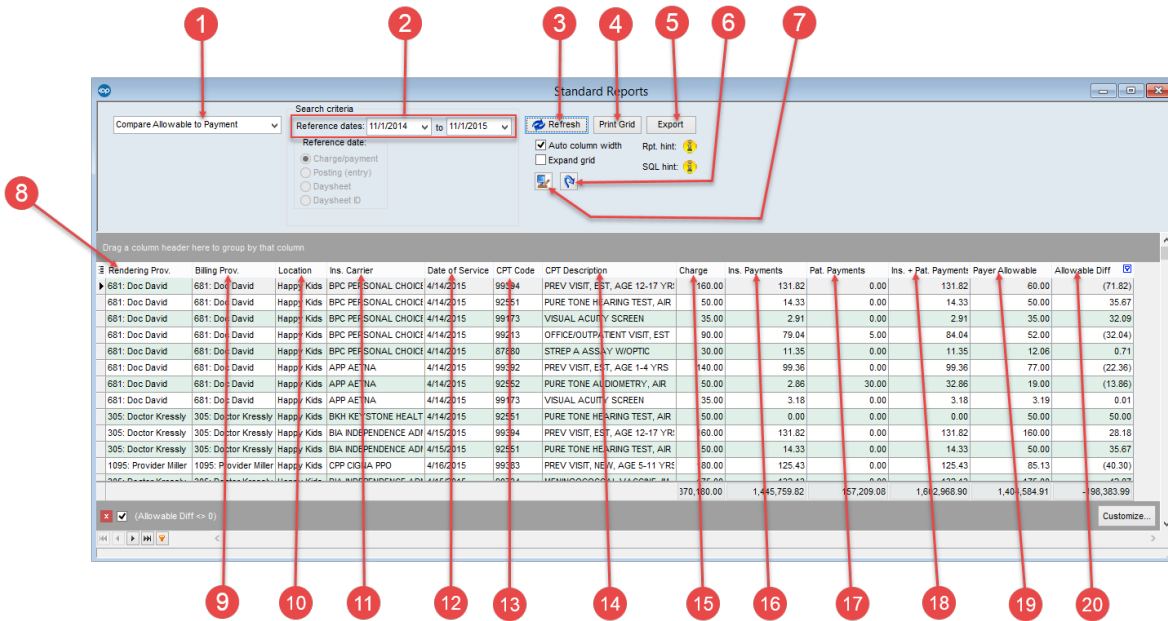 1 2 3 4 5 6 7
Standard Reports
Compare Allowable to Payment
Search criteria
Reference dates: 11/1/2014 to 11/1/2015
Refresh Print Grid Export
Reference date:
Charge/payment
Posting (entry)
Daysheet
Daysheet ID
Auto column width Rpt. hint:
Expand grid SQL hint:
8
Drag a column header here to group by that column
Rendering Prov. Billing Prov. Location Ins. Carrier Date of Service CPT Code CPT Description Charge Ins. Payments Pat. Payments Ins. + Pat. Payments Payer Allowable Allowable Diff
681: Doc David 681: Doc David Happy Kids BPC PERSONAL CHOICE 4/14/2015 99394 PREV VISIT, EST, AGE 12-17 YR 160.00 131.82 0.00 131.82 60.00 (71.82)
681: Doc David 681: Doc David Happy Kids BPC PERSONAL CHOICE 4/14/2015 92551 PURE TONE HEARING TEST, AIR 50.00 14.33 0.00 14.33 50.00 35.67
681: Doc David 681: Doc David Happy Kids BPC PERSONAL CHOICE 4/14/2015 99173 VISUAL ACUITY SCREEN 35.00 2.91 0.00 2.91 35.00 32.09
681: Doc David 681: Doc David Happy Kids BPC PERSONAL CHOICE 4/14/2015 99213 OFFICE/OUTPATIENT VISIT, EST 90.00 79.04 5.00 84.04 52.00 (32.04)
681: Doc David 681: Doc David Happy Kids BPC PERSONAL CHOICE 4/14/2015 87880 STREP A ASSAY W/OPTIC 30.00 11.35 0.00 11.35 12.06 0.71
681: Doc David 681: Doc David Happy Kids APP AETNA 4/14/2015 99392 PREV VISIT, EST, AGE 1-4 YRS 140.00 99.36 0.00 99.36 77.00 (22.36)
681: Doc David 681: Doc David Happy Kids APP AETNA 4/14/2015 92552 PURE TONE AUDIOMETRY, AIR 50.00 2.86 30.00 32.86 19.00 (13.86)
681: Doc David 681: Doc David Happy Kids APP AETNA 4/14/2015 99173 VISUAL ACUITY SCREEN 35.00 3.18 0.00 3.18 3.19 0.01
305: Doctor Kressly 305: Doctor Kressly Happy Kids BKH KEYSTONE HEALT 4/14/2015 92551 PURE TONE HEARING TEST, AIR 50.00 0.00 0.00 0.00 50.00 50.00
305: Doctor Kressly 305: Doctor Kressly Happy Kids BIA INDEPENDENCE ADM 4/15/2015 99394 PREV VISIT, EST, AGE 12-17 YR 160.00 131.82 0.00 131.82 160.00 28.18
305: Doctor Kressly 305: Doctor Kressly Happy Kids BIA INDEPENDENCE ADM 4/15/2015 92551 PURE TONE HEARING TEST, AIR 50.00 14.33 0.00 14.33 50.00 35.67
1095: Provider Miller 1095: Provider Miller Happy Kids CPP CIGNA PPO 4/16/2015 99383 PREV VISIT, NEW, AGE 5-11 YRS 180.00 125.43 0.00 125.43 85.13 (40.30)
370,180.00 1,445,759.82 157,209.08 1,602,968.90 1,404,584.91 -198,383.99
(Allowable Diff <> 0) Customize...
9 10 11 12 13 14 15 16 17 18 19 20